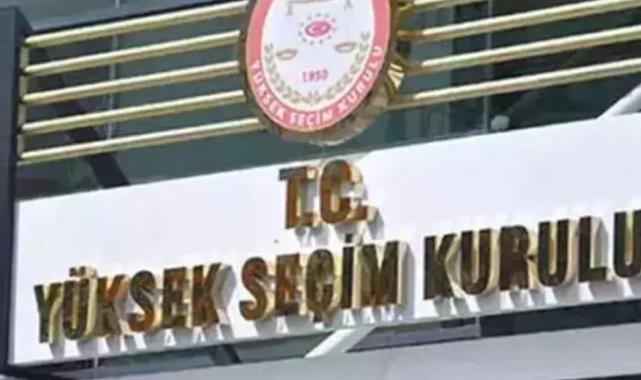 1950
YÜKSEK SEÇİM KURULU
T.C.
YÜKSEK SEÇİM KURULU